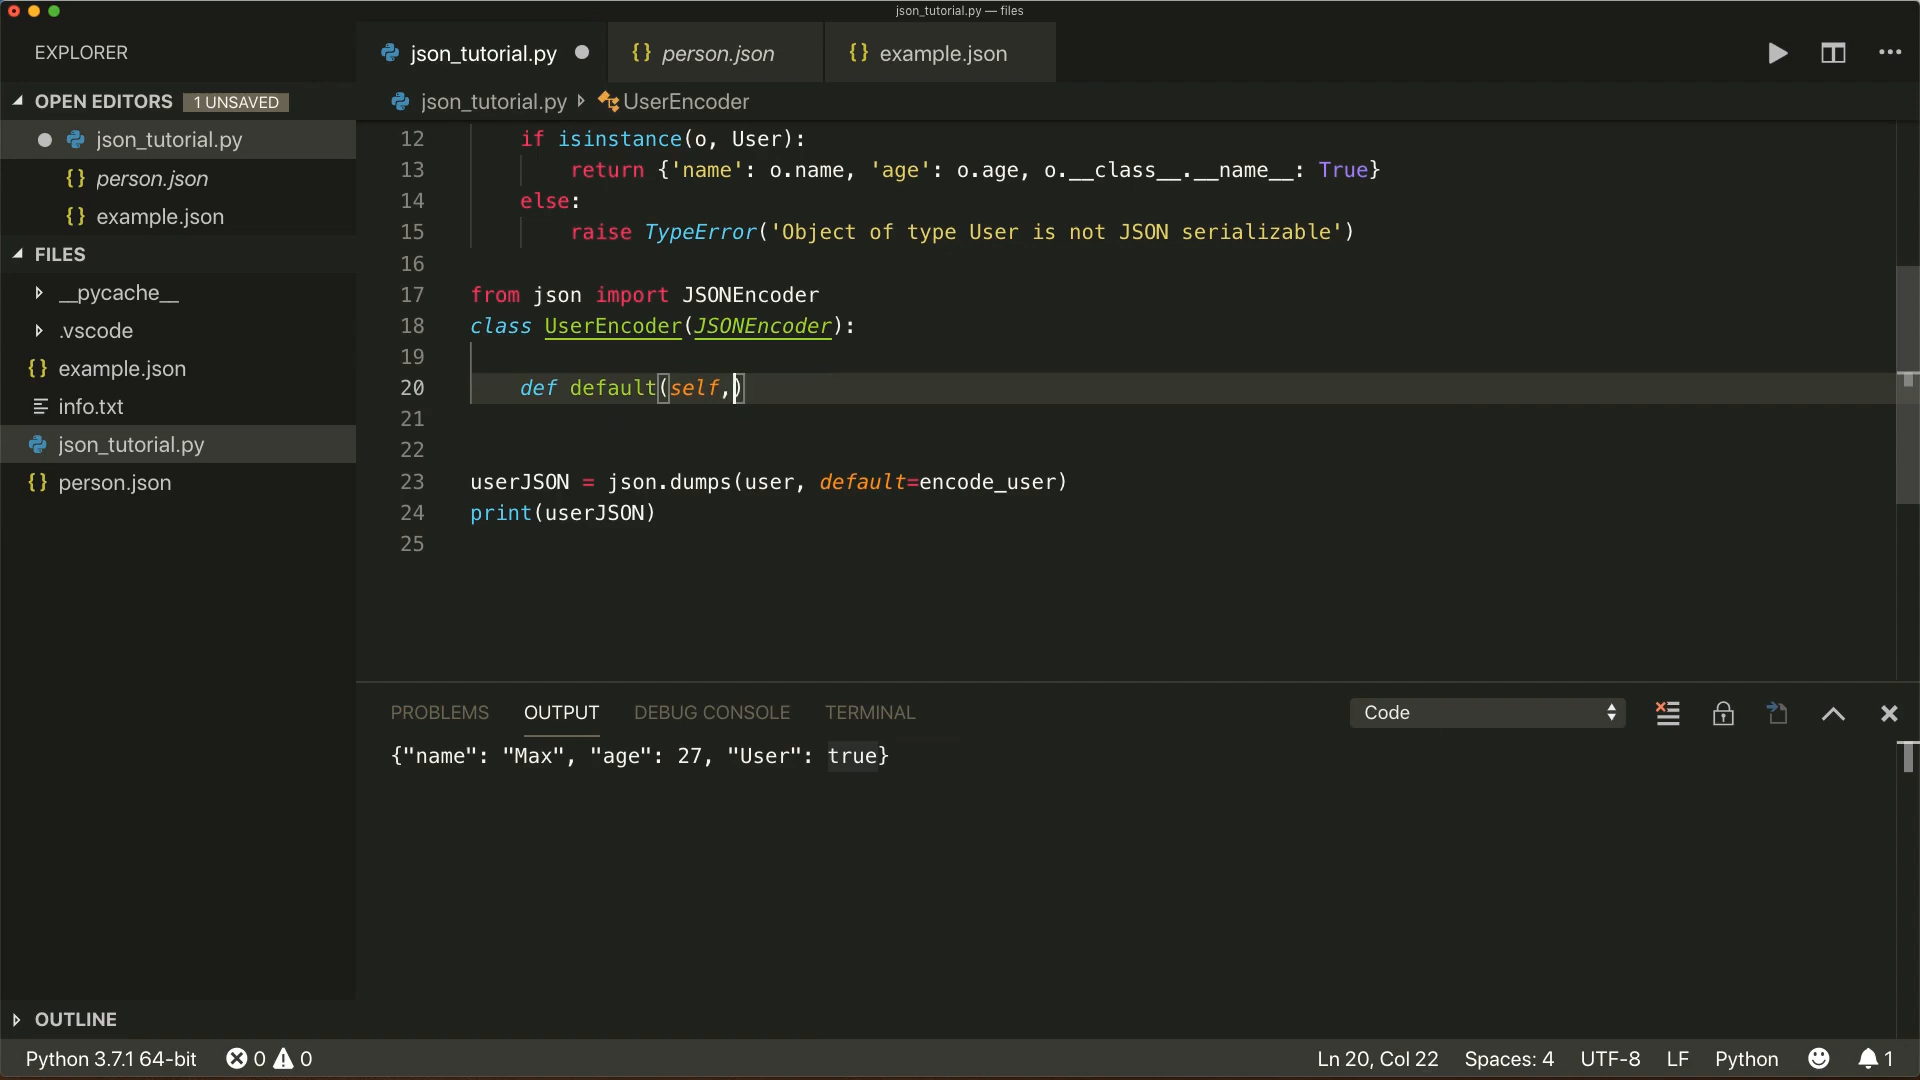 json_tutorial.py — files
EXPLORER
json_tutorial.py
person.json
example.json
OPEN EDITORS 1 UNSAVED
json_tutorial.py
person.json
example.json
FILES
__pycache__
.vscode
example.json
info.txt
json_tutorial.py
person.json
OUTLINE
json_tutorial.py UserEncoder
12 if isinstance(o, User):
13 return {'name': o.name, 'age': o.age, o.__class__.__name__: True}
14 else:
15 raise TypeError('Object of type User is not JSON serializable')
16
17 from json import JSONEncoder
18 class UserEncoder(JSONEncoder):
19
20 def default(self,)
21
22
23 userJSON = json.dumps(user, default=encode_user)
24 print(userJSON)
25
PROBLEMS OUTPUT DEBUG CONSOLE TERMINAL Code
{"name": "Max", "age": 27, "User": true}
Python 3.7.1 64-bit 0 0 Ln 20, Col 22 Spaces: 4 UTF-8 LF Python 1